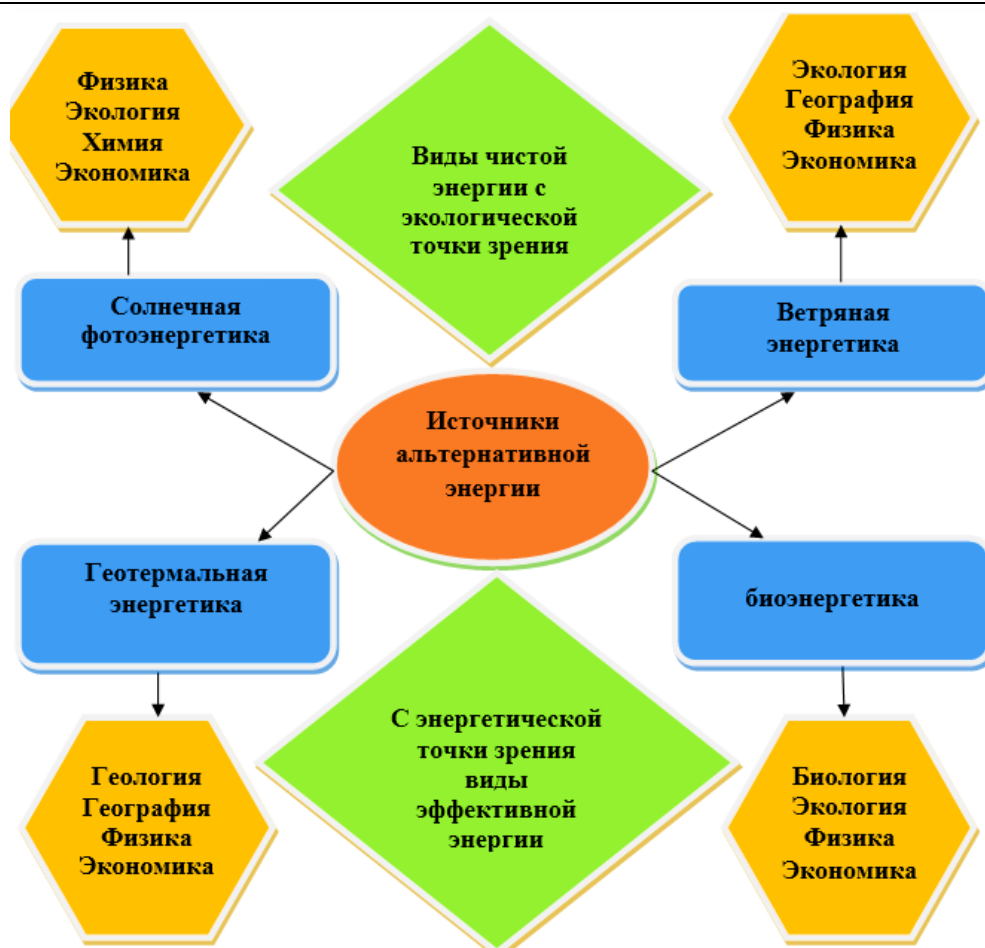 Физика
Экология
Химия
Экономика
Виды чистой
энергии с
экологической
точки зрения
Экология
География
Физика
Экономика
Солнечная
фотоэнергетика
Ветряная
энергетика
Источники
альтернативной
энергии
Геотермальная
энергетика
биоэнергетика
С энергетической
точки зрения
виды
эффективной
энергии
Геология
География
Физика
Экономика
Биология
Экология
Физика
Экономика